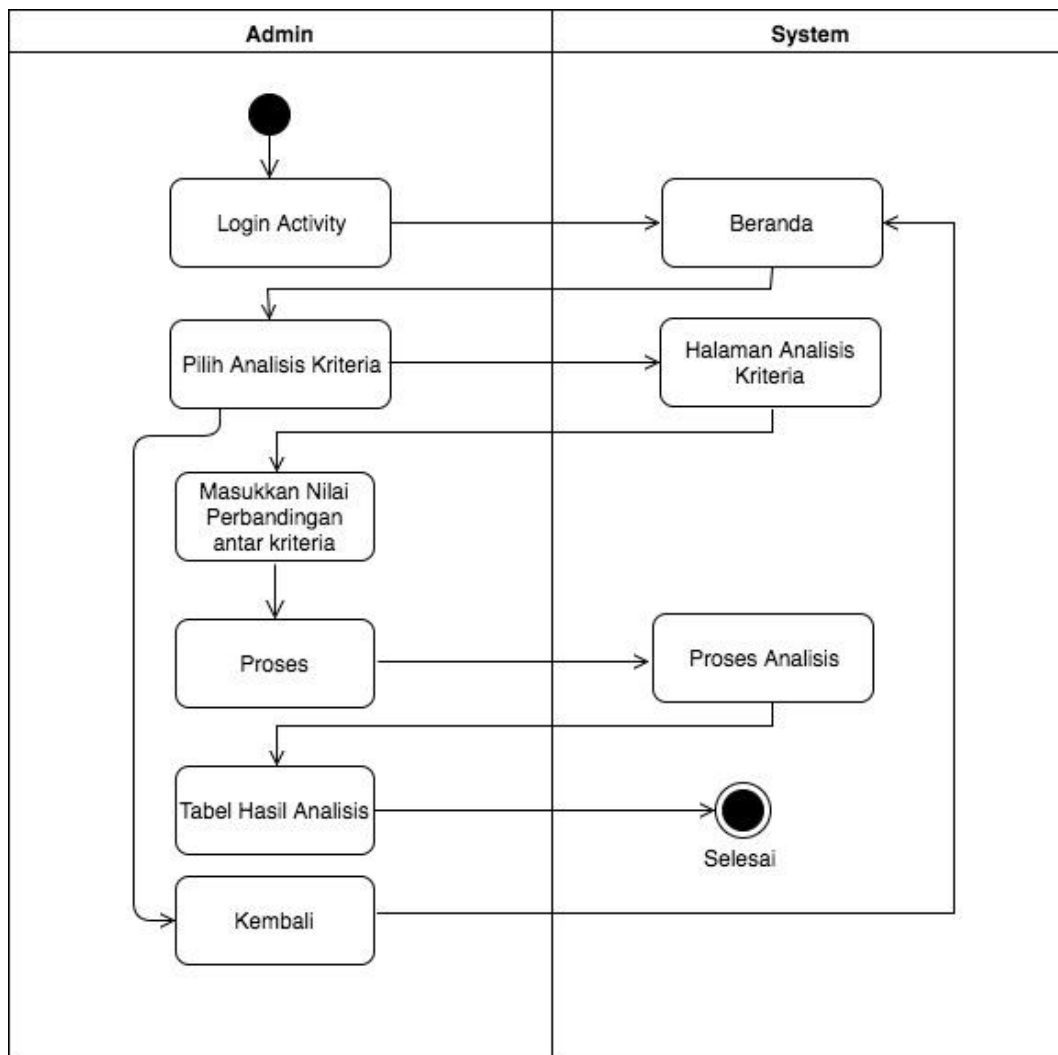 Admin
System
Login Activity
Beranda
Pilih Analisis Kriteria
Halaman Analisis
Kriteria
Masukkan Nilai
Perbandingan
antar kriteria
Proses
Proses Analisis
Tabel Hasil Analisis
Selesai
Kembali